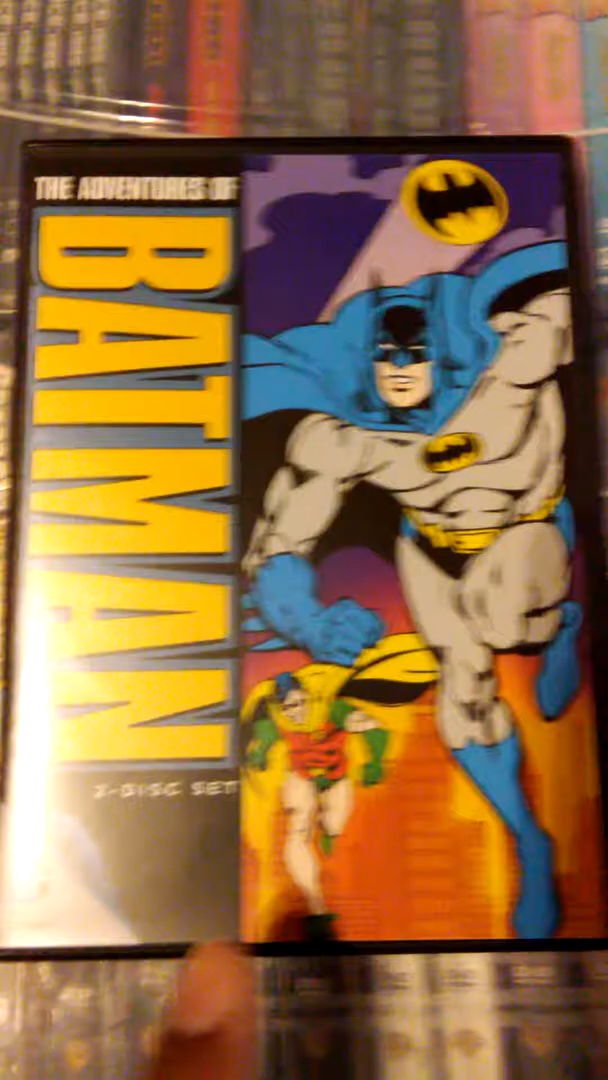 THE ADVENTURES OF
BATMAN
2-DISC SET